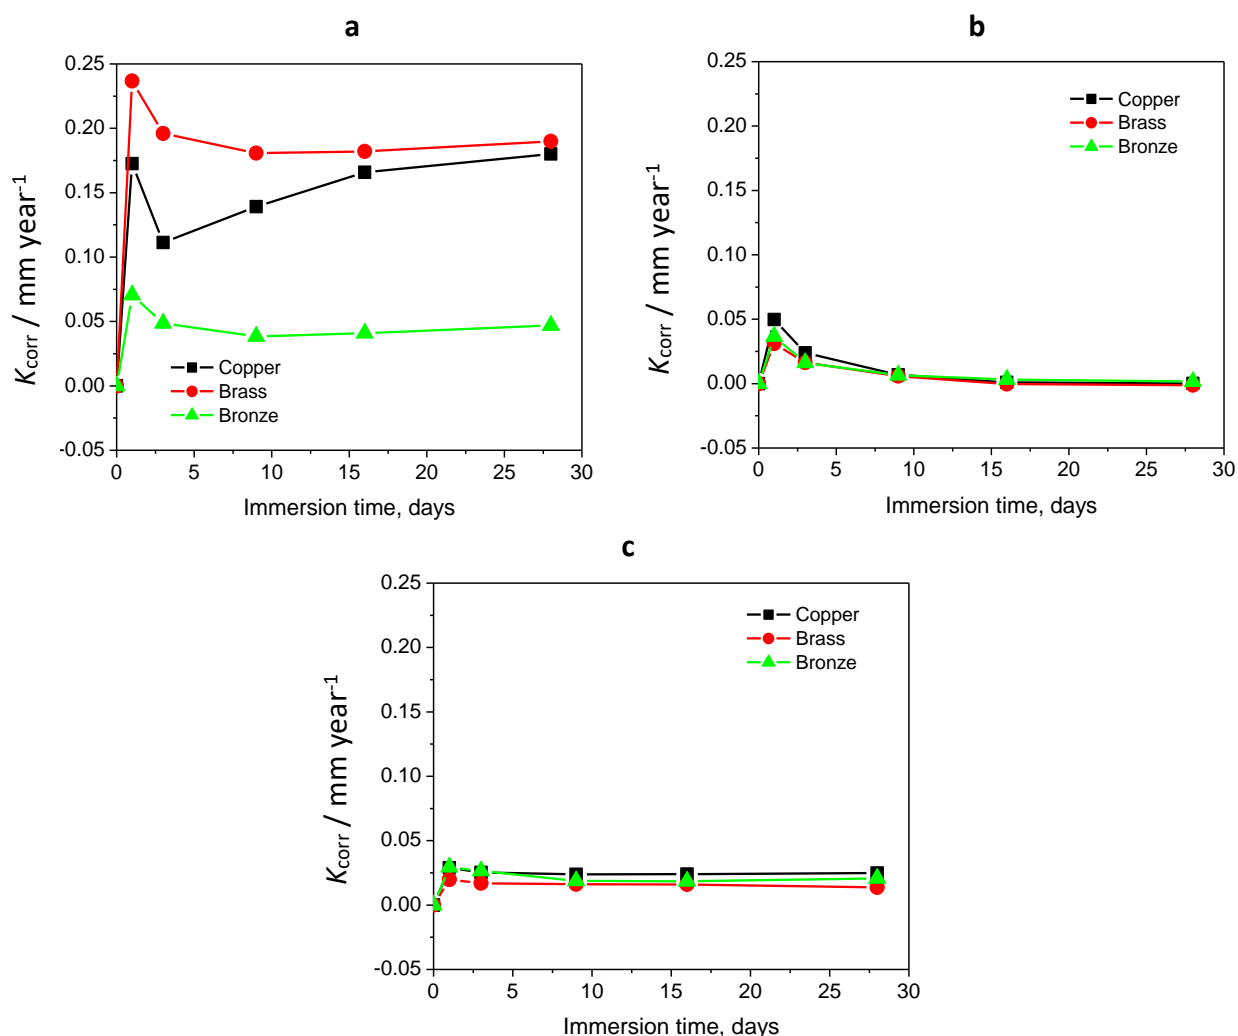 a
0.25
0.20
0.15
0.10
0.05
0.00
-0.05
0 5 10 15 20 25 30
Kcorr / mm year-1
Immersion time, days
Copper
Brass
Bronze
b
0.25
0.20
0.15
0.10
0.05
0.00
-0.05
0 5 10 15 20 25 30
Kcorr / mm year-1
Immersion time, days
Copper
Brass
Bronze
c
0.25
0.20
0.15
0.10
0.05
0.00
-0.05
0 5 10 15 20 25 30
Kcorr / mm year-1
Immersion time, days
Copper
Brass
Bronze